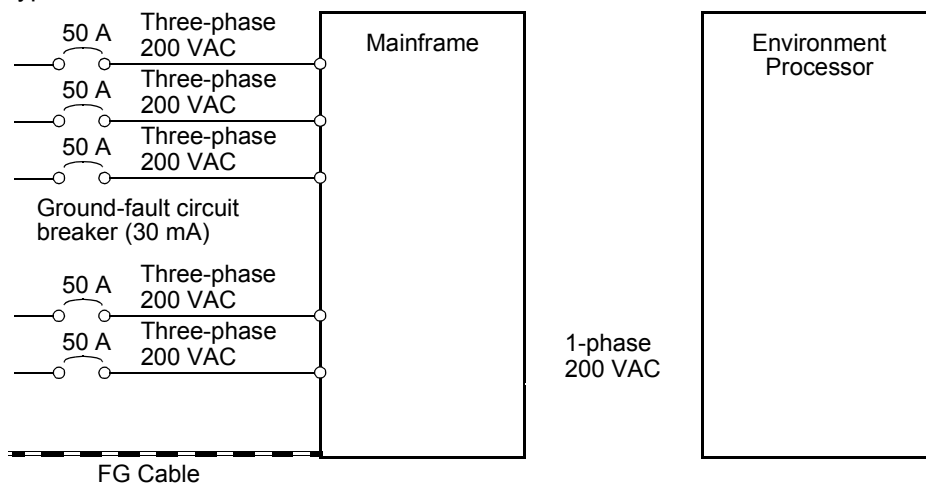 50 A
Three-phase
200 VAC
50 A
Three-phase
200 VAC
50 A
Three-phase
200 VAC
Ground-fault circuit
breaker (30 mA)
50 A
Three-phase
200 VAC
50 A
Three-phase
200 VAC
FG Cable
Mainframe
1-phase
200 VAC
Environment
Processor